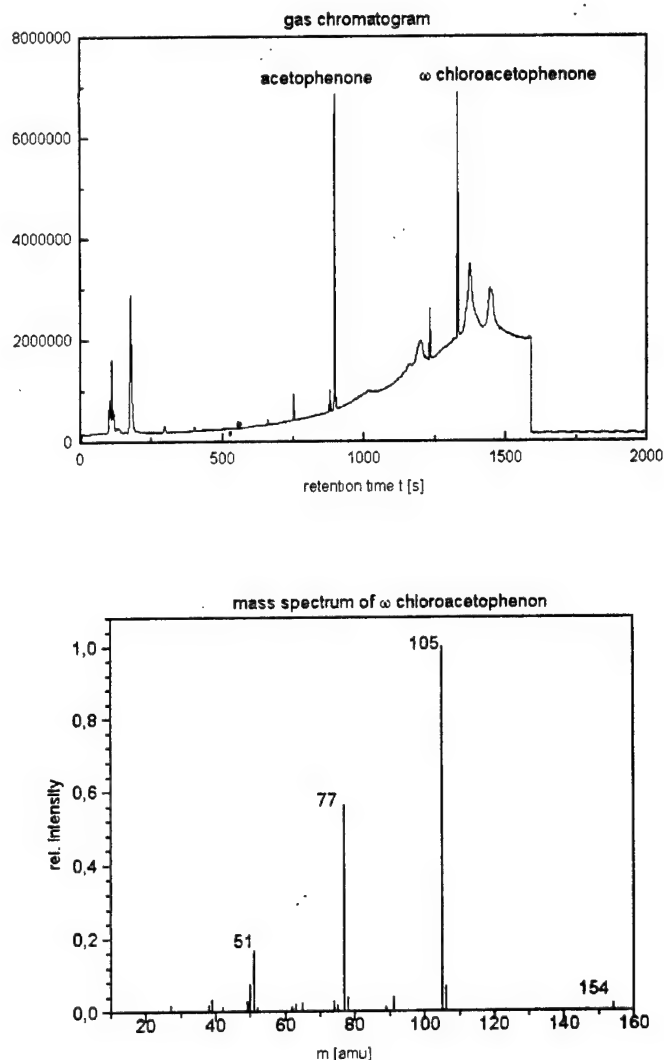 gas chromatogram
8000000
acetophenone
ω chloroacetophenone
6000000
4000000
2000000
0
0 500 1000 1500 2000
retention time t [s]
mass spectrum of ω chloroacetophenon
1,0
105
0,8
0,6
77
rel. intensity
0,4
0,2
51
154
0,0
20 40 60 80 100 120 140 160
m [amu]